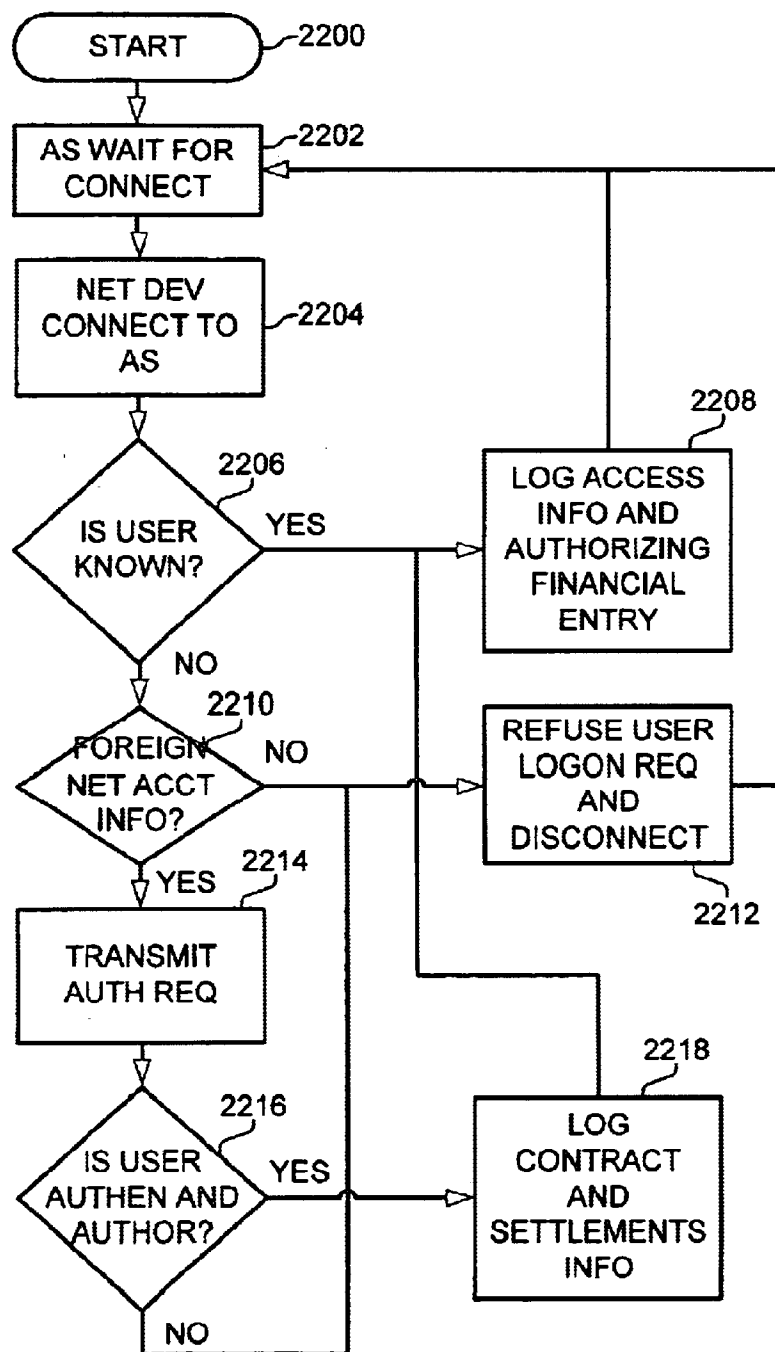 START
2200
AS WAIT FOR
CONNECT
2202
NET DEV
CONNECT TO
AS
2204
IS USER
KNOWN?
2206
YES
NO
2208
LOG ACCESS
INFO AND
AUTHORIZING
FINANCIAL
ENTRY
FOREIGN
NET ACCT
INFO?
2210
NO
YES
REFUSE USER
LOGON REQ
AND
DISCONNECT
2212
2214
TRANSMIT
AUTH REQ
IS USER
AUTHEN AND
AUTHOR?
2216
YES
NO
2218
LOG
CONTRACT
AND
SETTLEMENTS
INFO